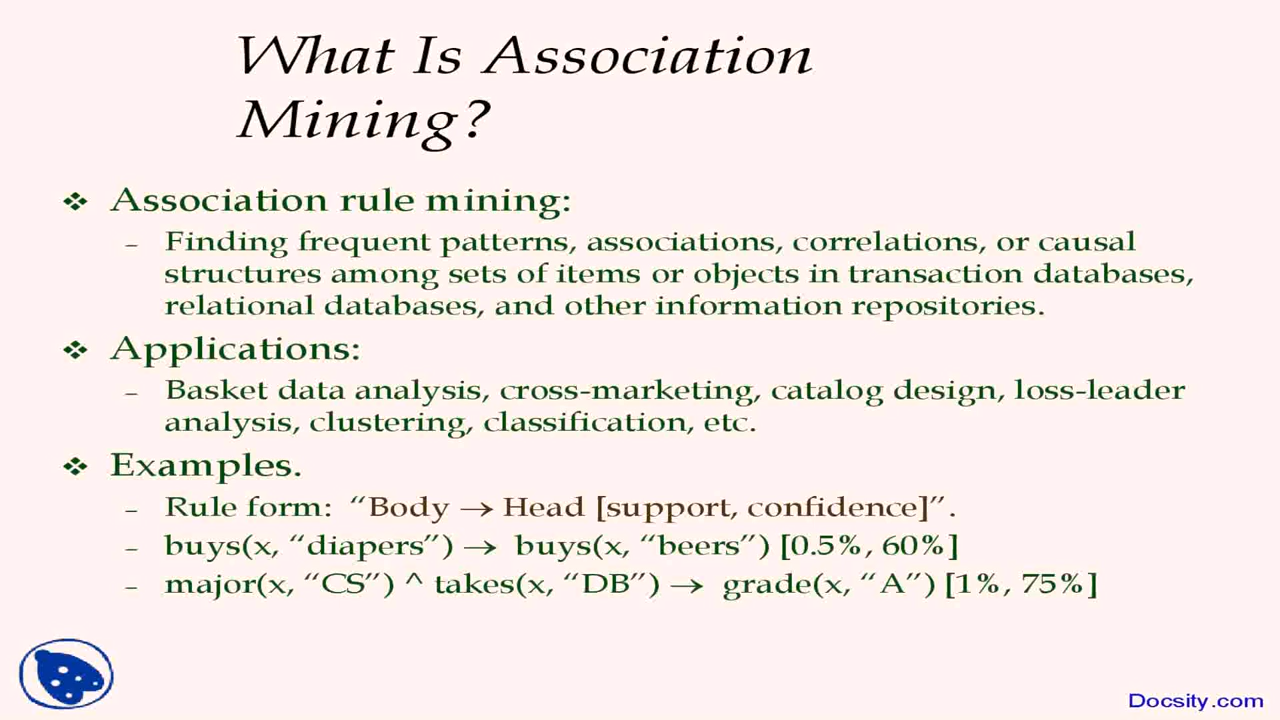 What Is Association
Mining?
❖ Association rule mining:
– Finding frequent patterns, associations, correlations, or causal
structures among sets of items or objects in transaction databases,
relational databases, and other information repositories.
❖ Applications:
– Basket data analysis, cross-marketing, catalog design, loss-leader
analysis, clustering, classification, etc.
❖ Examples.
– Rule form: “Body → Head [support, confidence]”.
– buys(x, “diapers”) → buys(x, “beers”) [0.5%, 60%]
– major(x, “CS”) ^ takes(x, “DB”) → grade(x, “A”) [1%, 75%]
Docsity.com